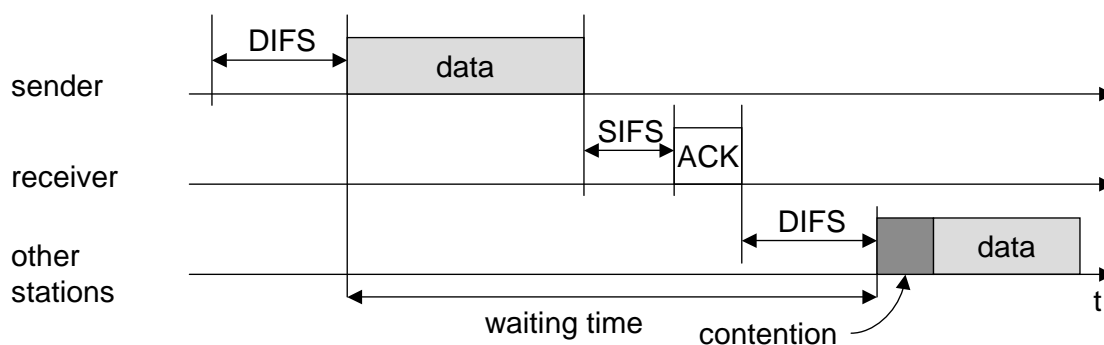 DIFS
data
sender
SIFS
ACK
receiver
DIFS
data
other
stations
t
waiting time
contention